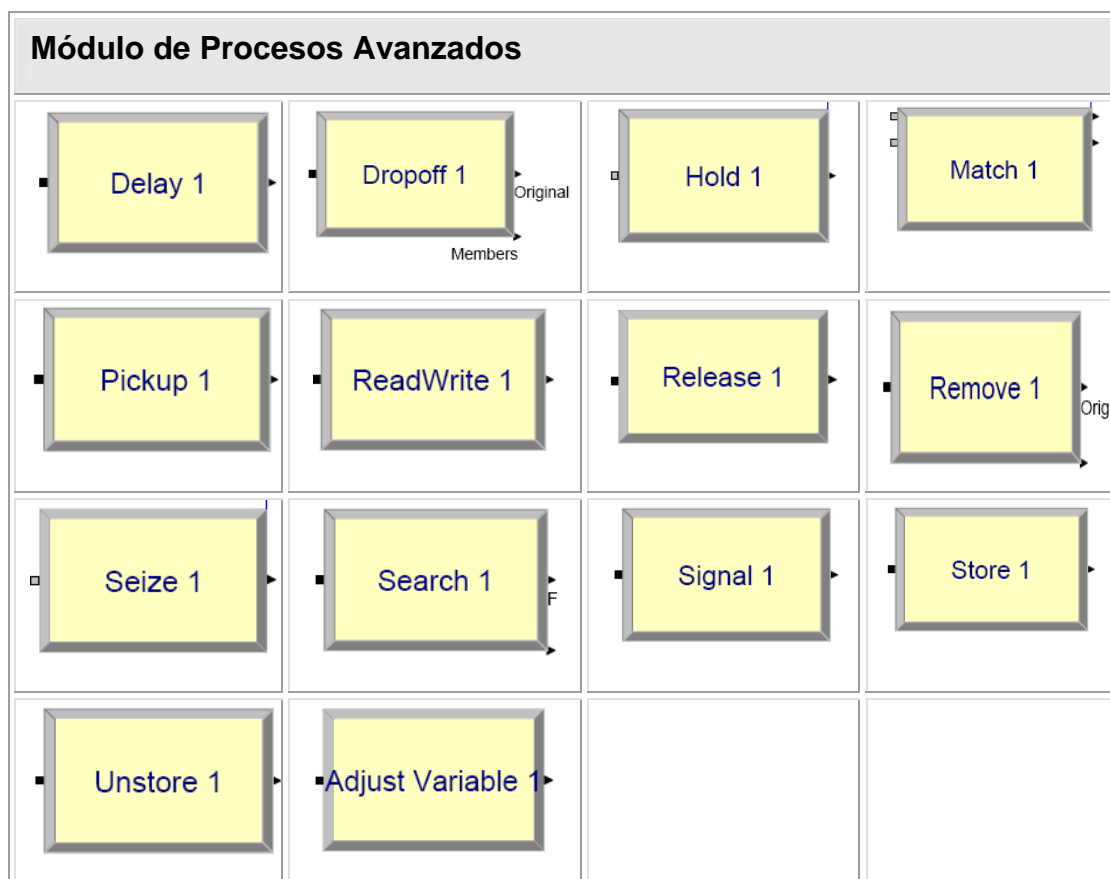 Módulo de Procesos Avanzados
Delay 1
Dropoff 1
Original
Members
Hold 1
Match 1
Pickup 1
ReadWrite 1
Release 1
Remove 1
Orig
Seize 1
Search 1
F
Signal 1
Store 1
Unstore 1
Adjust Variable 1